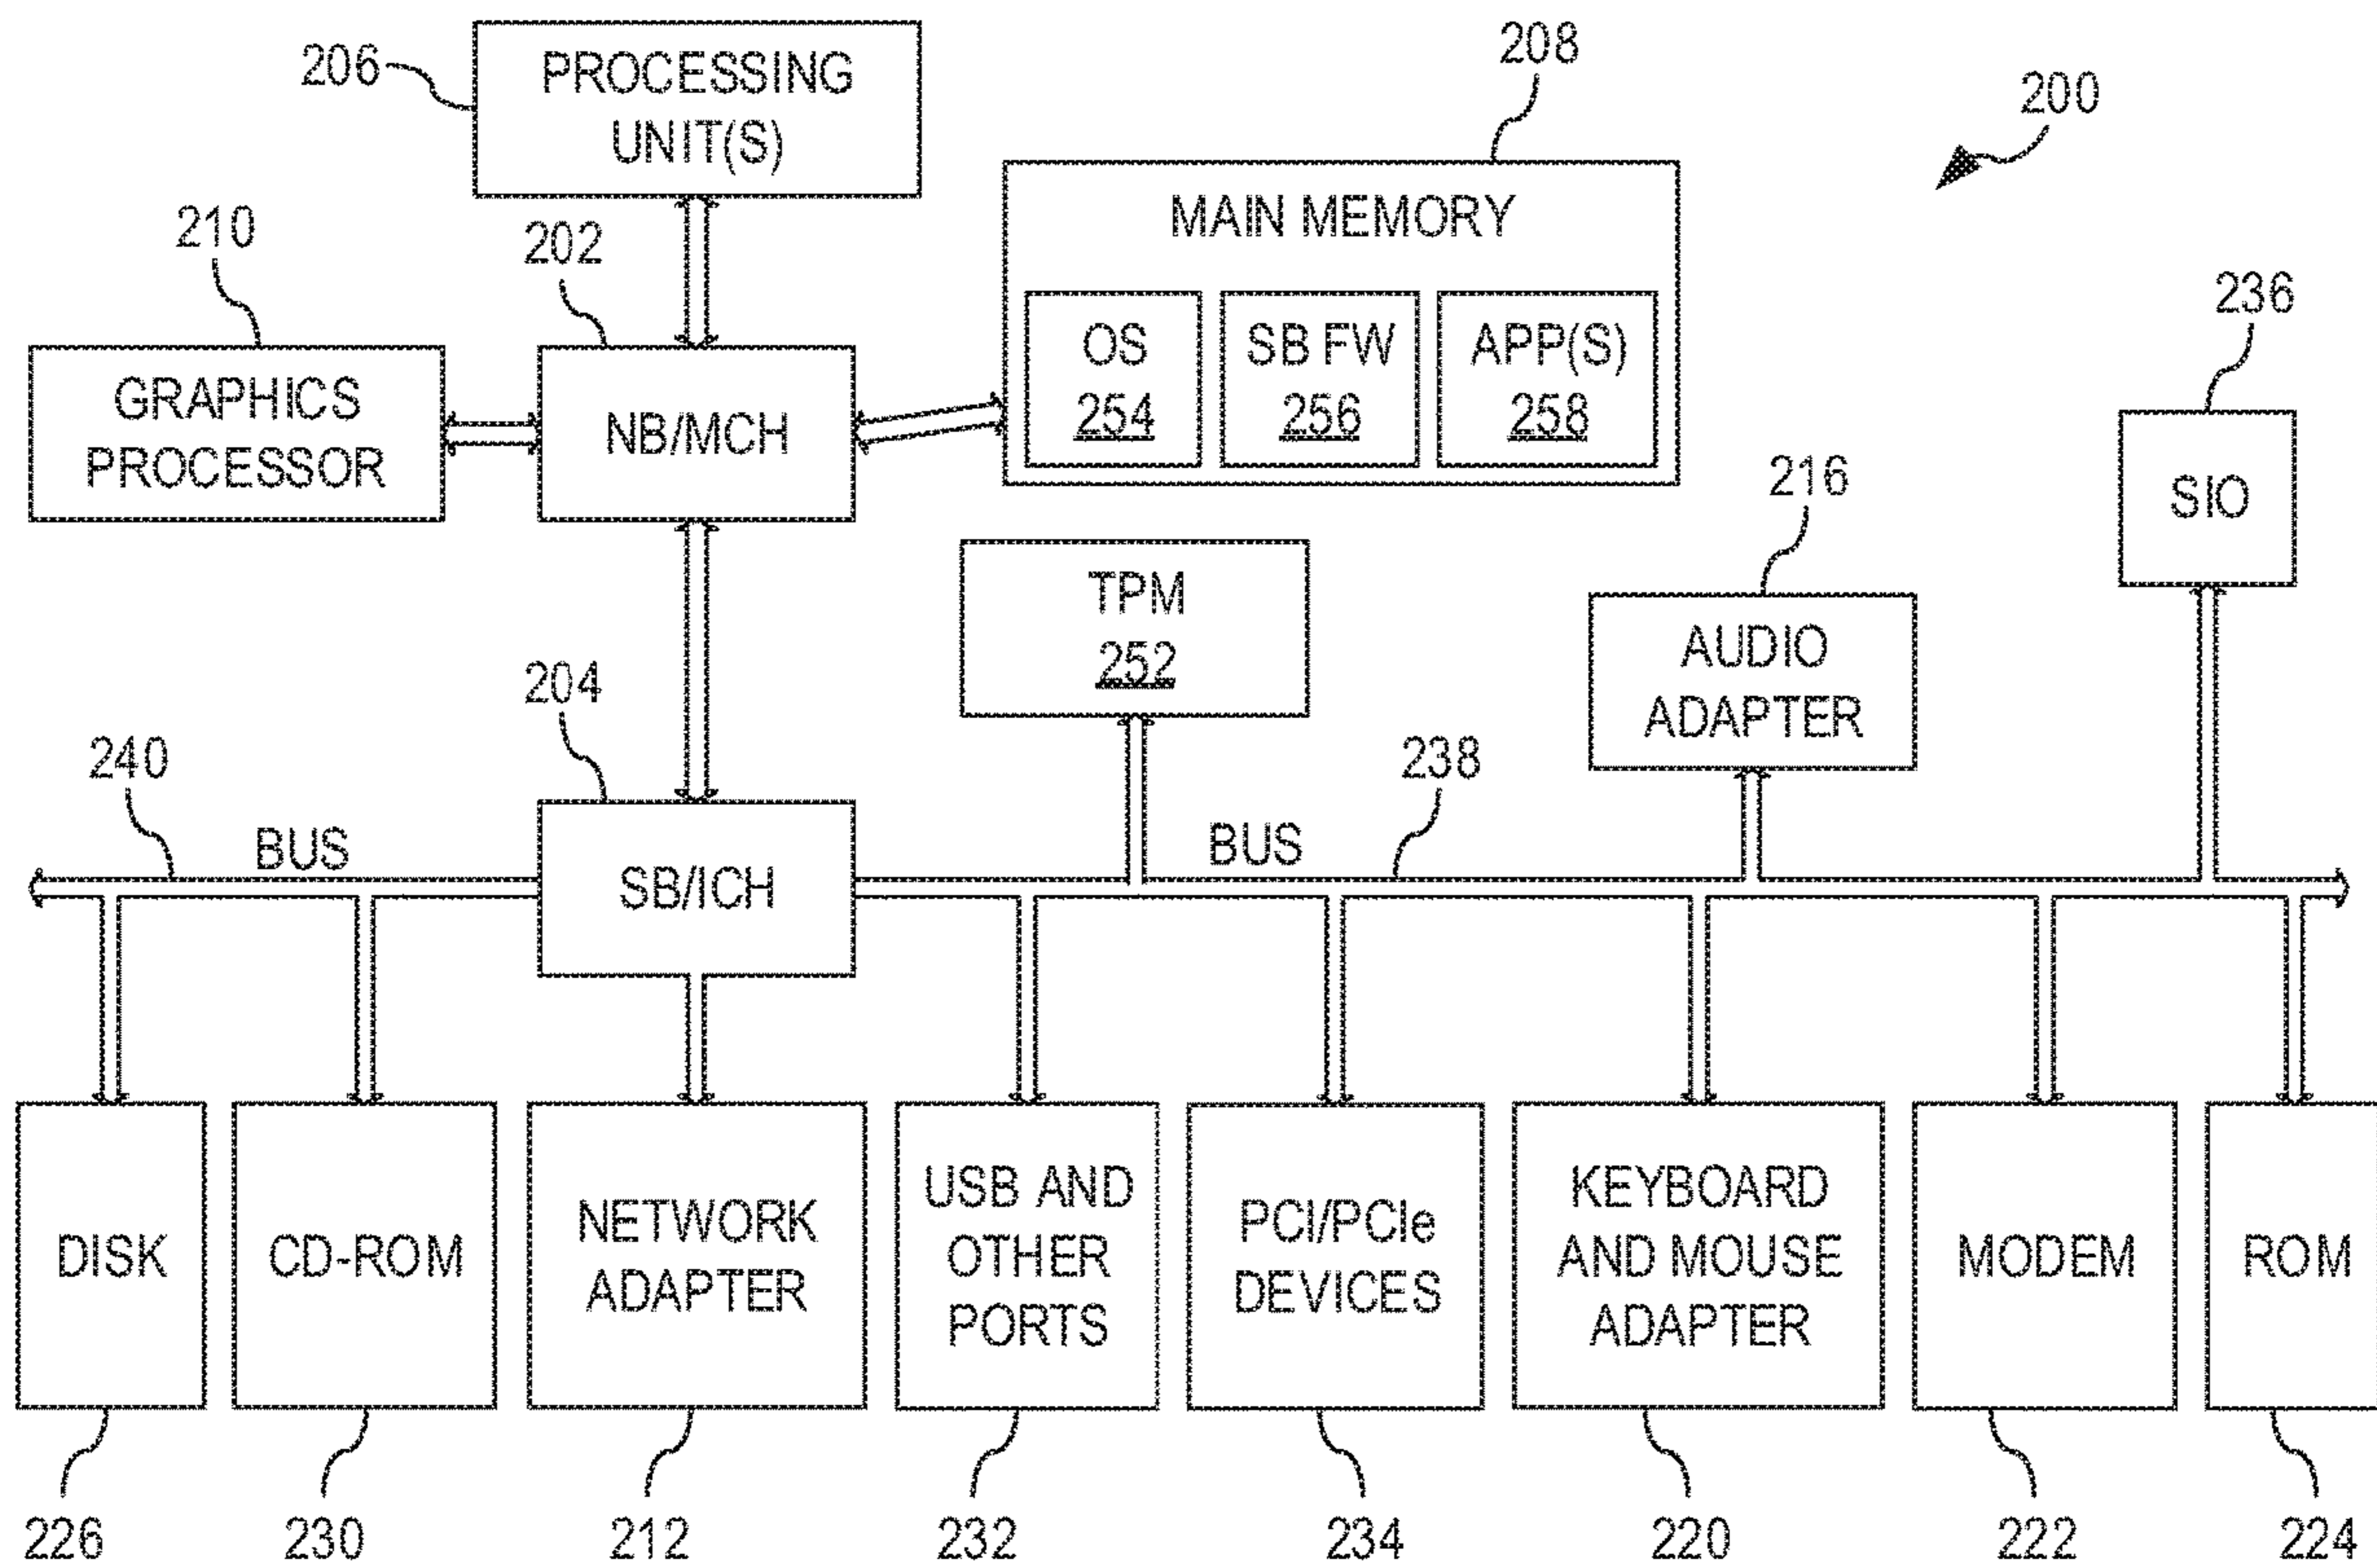 206
PROCESSING
UNIT(S)
208
200
210
202
MAIN MEMORY
236
OS
254
SB FW
256
APP(S)
258
GRAPHICS
PROCESSOR
NB/MCH
216
SIO
TPM
252
AUDIO
ADAPTER
204
240
BUS
238
BUS
SB/ICH
DISK
CD-ROM
NETWORK
ADAPTER
USB AND
OTHER
PORTS
PCI/PCIe
DEVICES
KEYBOARD
AND MOUSE
ADAPTER
MODEM
ROM
226
230
212
232
234
220
222
224